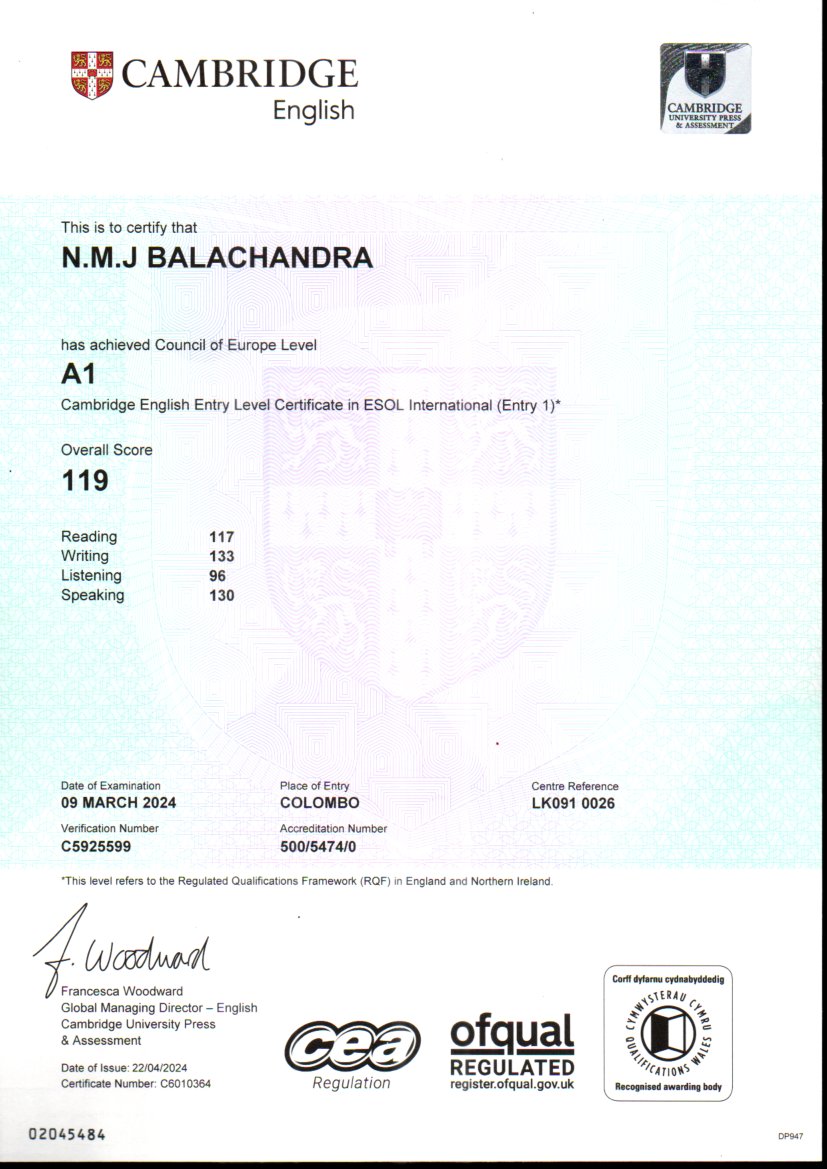 CAMBRIDGE
English
CAMBRIDGE
UNIVERSITY PRESS
& ASSESSMENT
This is to certify that
N.M.J BALACHANDRA
has achieved Council of Europe Level
A1
Cambridge English Entry Level Certificate in ESOL International (Entry 1)*
Overall Score
119
Reading 117
Writing 133
Listening 96
Speaking 130
Date of Examination Place of Entry Centre Reference
09 MARCH 2024 COLOMBO LK091 0026
Verification Number Accreditation Number
C5925599 500/5474/0
*This level refers to the Regulated Qualifications Framework (RQF) in England and Northern Ireland.
F. Woodward
Francesca Woodward
Global Managing Director – English
Cambridge University Press
& Assessment
Date of Issue: 22/04/2024
Certificate Number: C6010364
cea
Regulation
ofqual
REGULATED
register.ofqual.gov.uk
Corff dyfarnu cydnabyddedig
CYMWYSTERAU CYMRU
QUALIFICATIONS WALES
Recognised awarding body
02045484
DP947